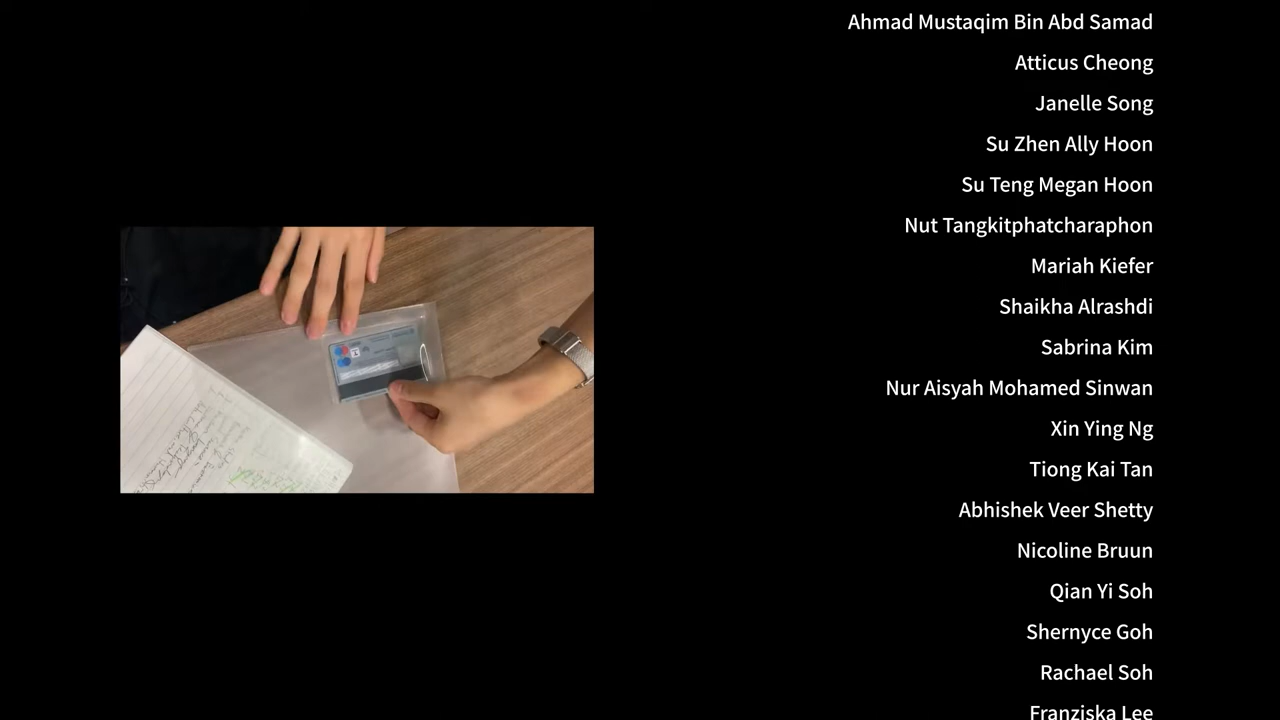 Ahmad Mustaqim Bin Abd Samad
Atticus Cheong
Janelle Song
Su Zhen Ally Hoon
Su Teng Megan Hoon
Nut Tangkitphatcharaphon
Mariah Kiefer
Shaikha Alrashdi
Sabrina Kim
Nur Aisyah Mohamed Sinwan
Xin Ying Ng
Tiong Kai Tan
Abhishek Veer Shetty
Nicoline Bruun
Qian Yi Soh
Shernyce Goh
Rachael Soh
Franziska Lee